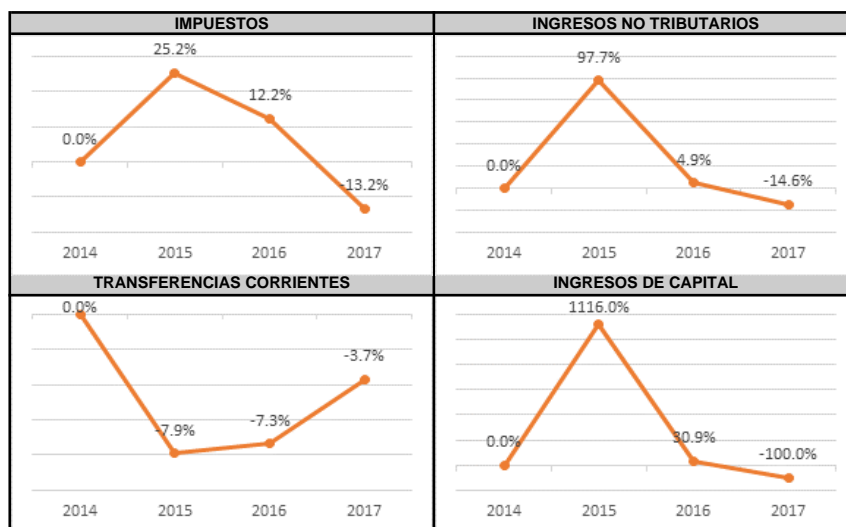 IMPUESTOS
25.2%
12.2%
0.0%
-13.2%
2014 2015 2016 2017
INGRESOS NO TRIBUTARIOS
97.7%
0.0%
4.9%
-14.6%
2014 2015 2016 2017
TRANSFERENCIAS CORRIENTES
0.0%
-3.7%
-7.9%
-7.3%
2014 2015 2016 2017
INGRESOS DE CAPITAL
1116.0%
0.0%
30.9%
-100.0%
2014 2015 2016 2017